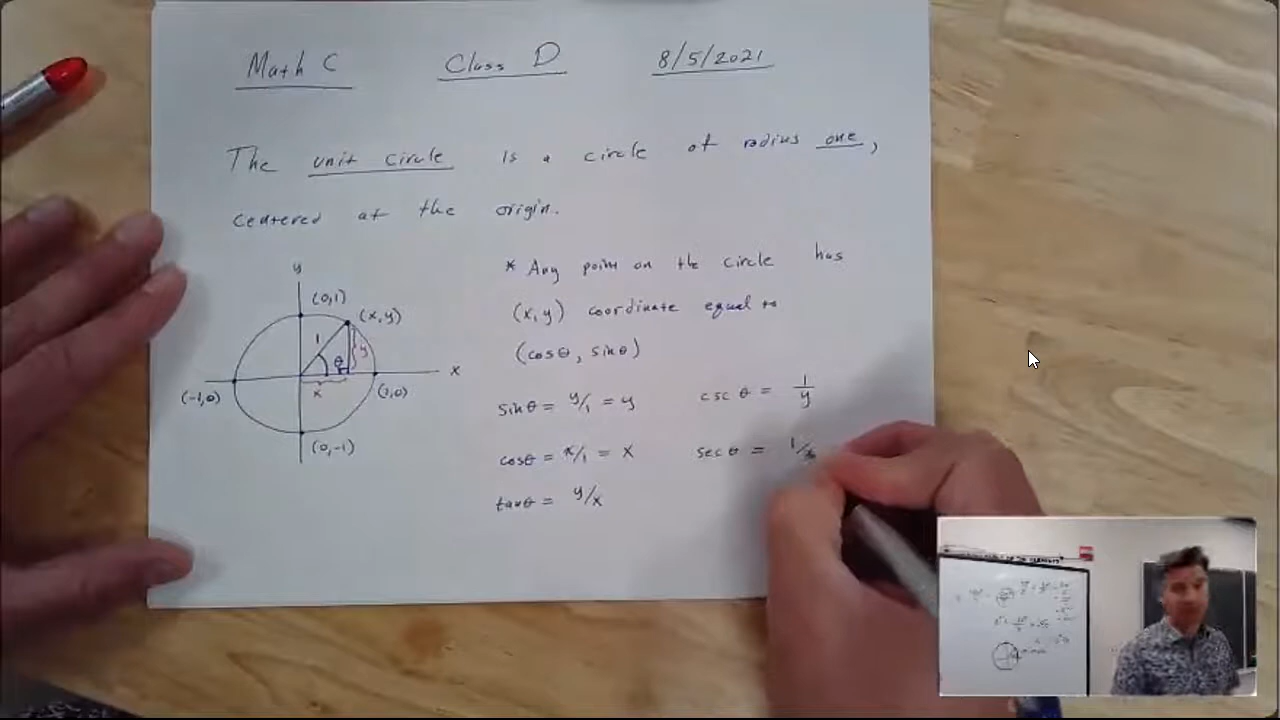 Math C Class D 8/5/2021
The unit circle is a circle of radius one,
centered at the origin.
* Any point on the circle has
(x,y) coordinate equal to
(cosθ, sinθ)
y
(0,1)
(x,y)
1
θ
y
x
x
(-1,0)
(1,0)
(0,-1)
sinθ = y/1 = y
csc θ = 1/y
cosθ = x/1 = x
sec θ = 1/x
tanθ = y/x